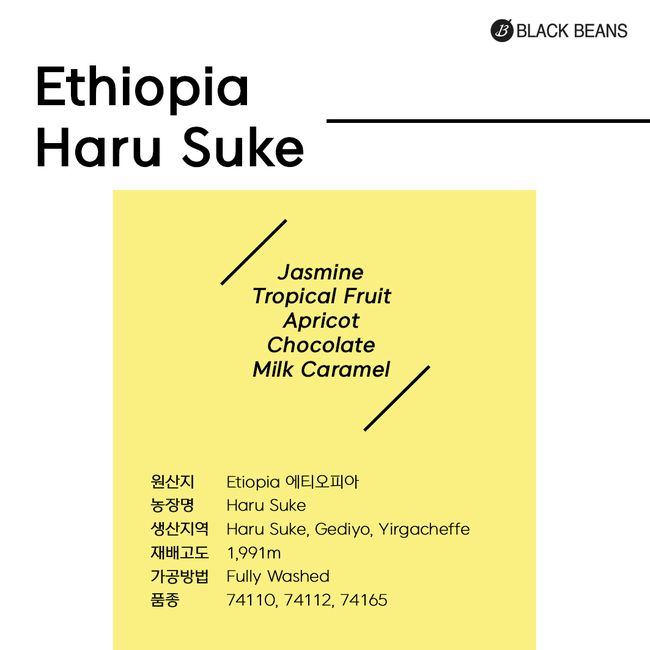 BLACK BEANS
Ethiopia
Haru Suke
Jasmine
Tropical Fruit
Apricot
Chocolate
Milk Caramel
원산지 Etiopia 에티오피아
농장명 Haru Suke
생산지역 Haru Suke, Gediyo, Yirgacheffe
재배고도 1,991m
가공방법 Fully Washed
품종 74110, 74112, 74165